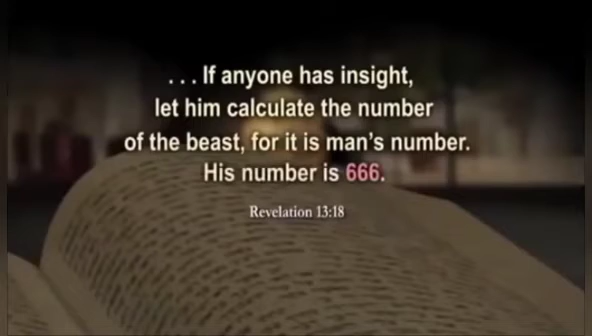 . . . If anyone has insight,
let him calculate the number
of the beast, for it is man's number.
His number is 666.
Revelation 13:18